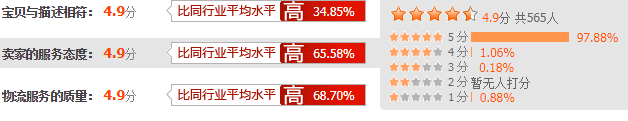 宝贝与描述相符： 4.9分 比同行业平均水平 高 34.85%
卖家的服务态度： 4.9分 比同行业平均水平 高 65.58%
物流服务的质量： 4.9分 比同行业平均水平 高 68.70%
4.9分 共565人
5分 97.88%
4分 1.06%
3分 0.18%
2分 暂无人打分
1分 0.88%